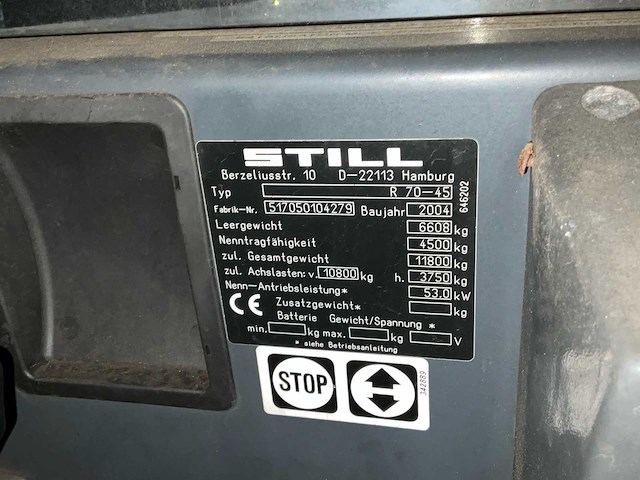 STILL
Berzeliusstr. 10 D-22113 Hamburg
Typ R 70-45
Fabrik-Nr. 517050104279 Baujahr 2004
Leergewicht 6608 kg
Nenntragfähigkeit 4500 kg
zul. Gesamtgewicht 11800 kg
zul. Achslasten: v. 10800 kg h. 3750 kg
Nenn-Antriebsleistung* 53.0 kW
CE Zusatzgewicht* kg
Batterie Gewicht/Spannung *
min. kg max. kg V
* siehe Betriebsanleitung
646202
STOP
342889